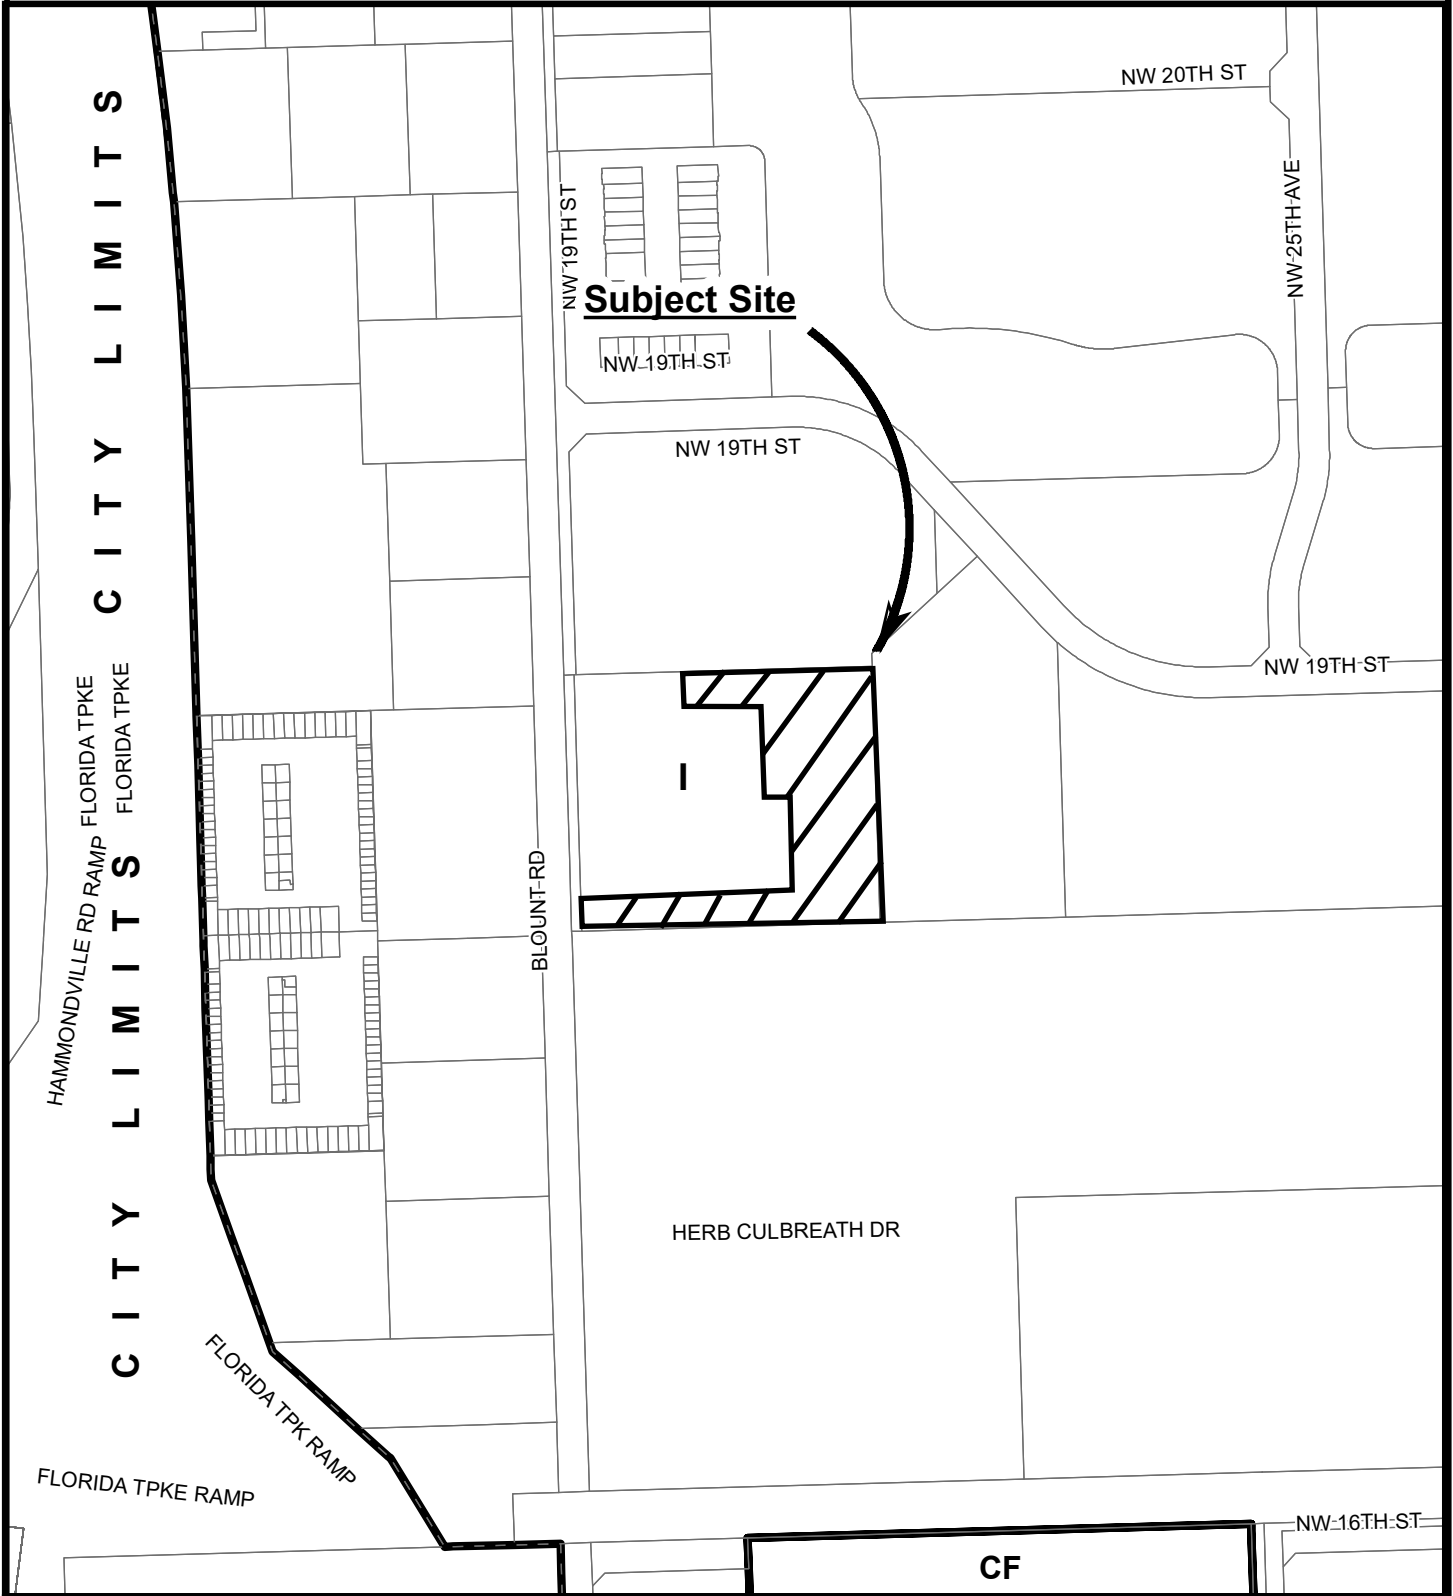 NW 20TH ST
CITY LIMITS
NW 19TH ST
NW 25TH AVE
Subject Site
NW 19TH ST
NW 19TH ST
NW 19TH ST
FLORIDA TPKE
FLORIDA TPKE
I
HAMMONDVILLE RD RAMP
CITY LIMITS
BLOUNT RD
HERB CULBREATH DR
FLORIDA TPK RAMP
FLORIDA TPKE RAMP
NW 16TH ST
CF